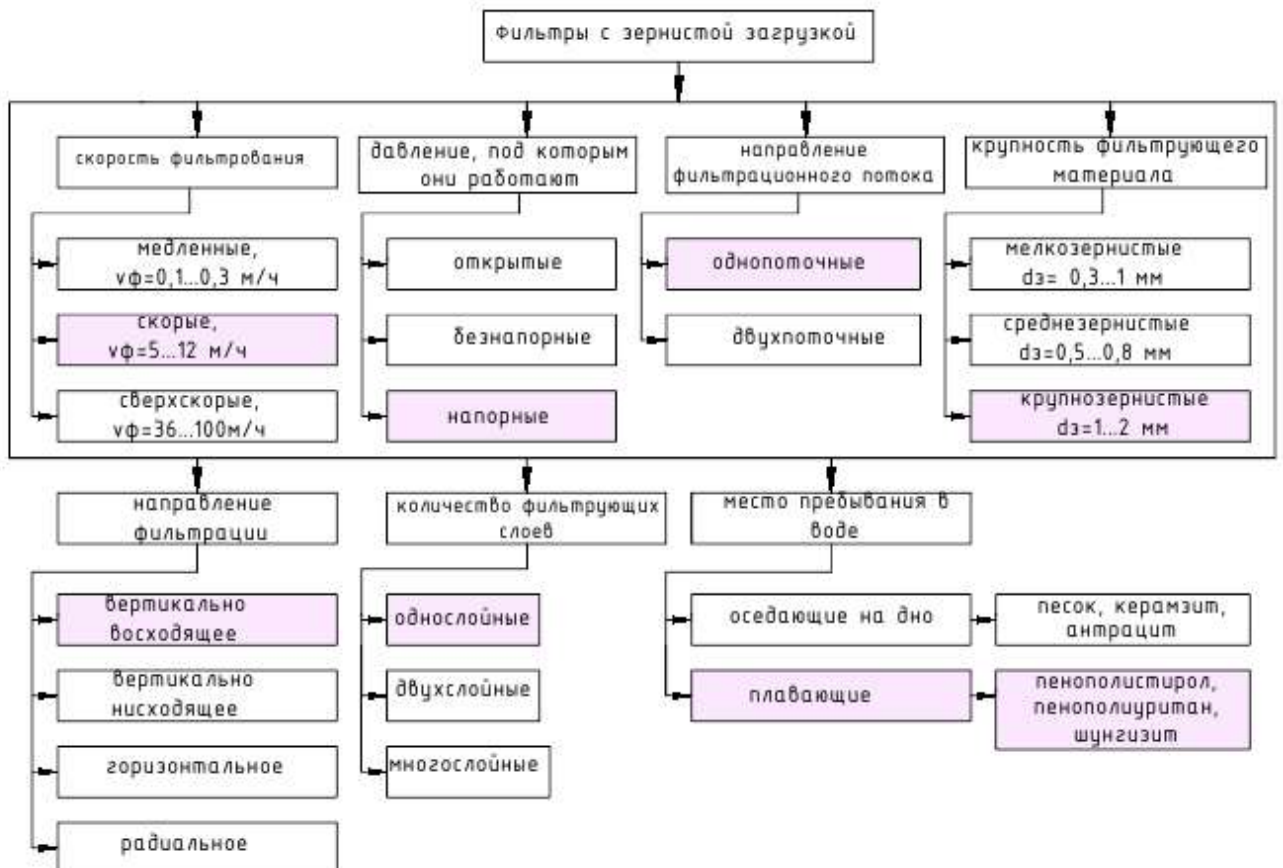 Фильтры с зернистой загрузкой
скорость фильтрования
давление, под которым
они работают
направление
фильтрационного потока
крупность фильтрующего
материала
медленные,
vф=0,1...0,3 м/ч
скорые,
vф=5...12 м/ч
сверхскорые,
vф=36...100м/ч
открытые
безнапорные
напорные
однопоточные
двухпоточные
мелкозернистые
dз= 0,3...1 мм
среднезернистые
dз=0,5...0,8 мм
крупнозернистые
dз=1...2 мм
направление
фильтрации
количество фильтрующих
слоев
место пребывания в
воде
вертикально
восходящее
вертикально
нисходящее
горизонтальное
радиальное
однослойные
двухслойные
многослойные
оседающие на дно
песок, керамзит,
антрацит
плавающие
пенополистирол,
пенополиуритан,
шунгизит